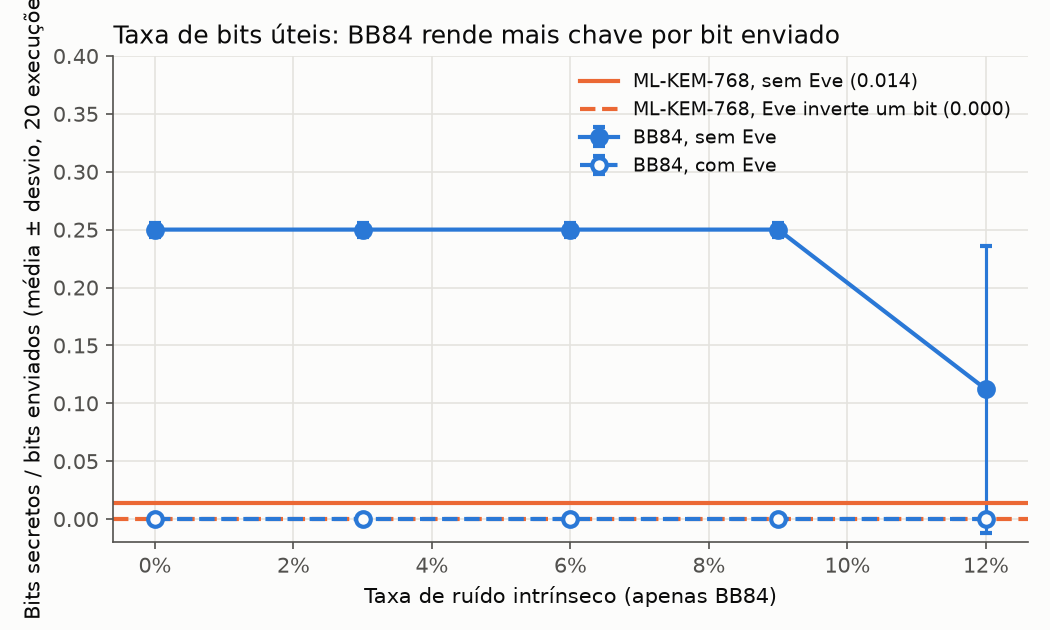 Taxa de bits úteis: BB84 rende mais chave por bit enviado
Bits secretos / bits enviados (média ± desvio, 20 execuçõe
0.40
0.35
0.30
0.25
0.20
0.15
0.10
0.05
0.00
ML-KEM-768, sem Eve (0.014)
ML-KEM-768, Eve inverte um bit (0.000)
BB84, sem Eve
BB84, com Eve
0%
2%
4%
6%
8%
10%
12%
Taxa de ruído intrínseco (apenas BB84)